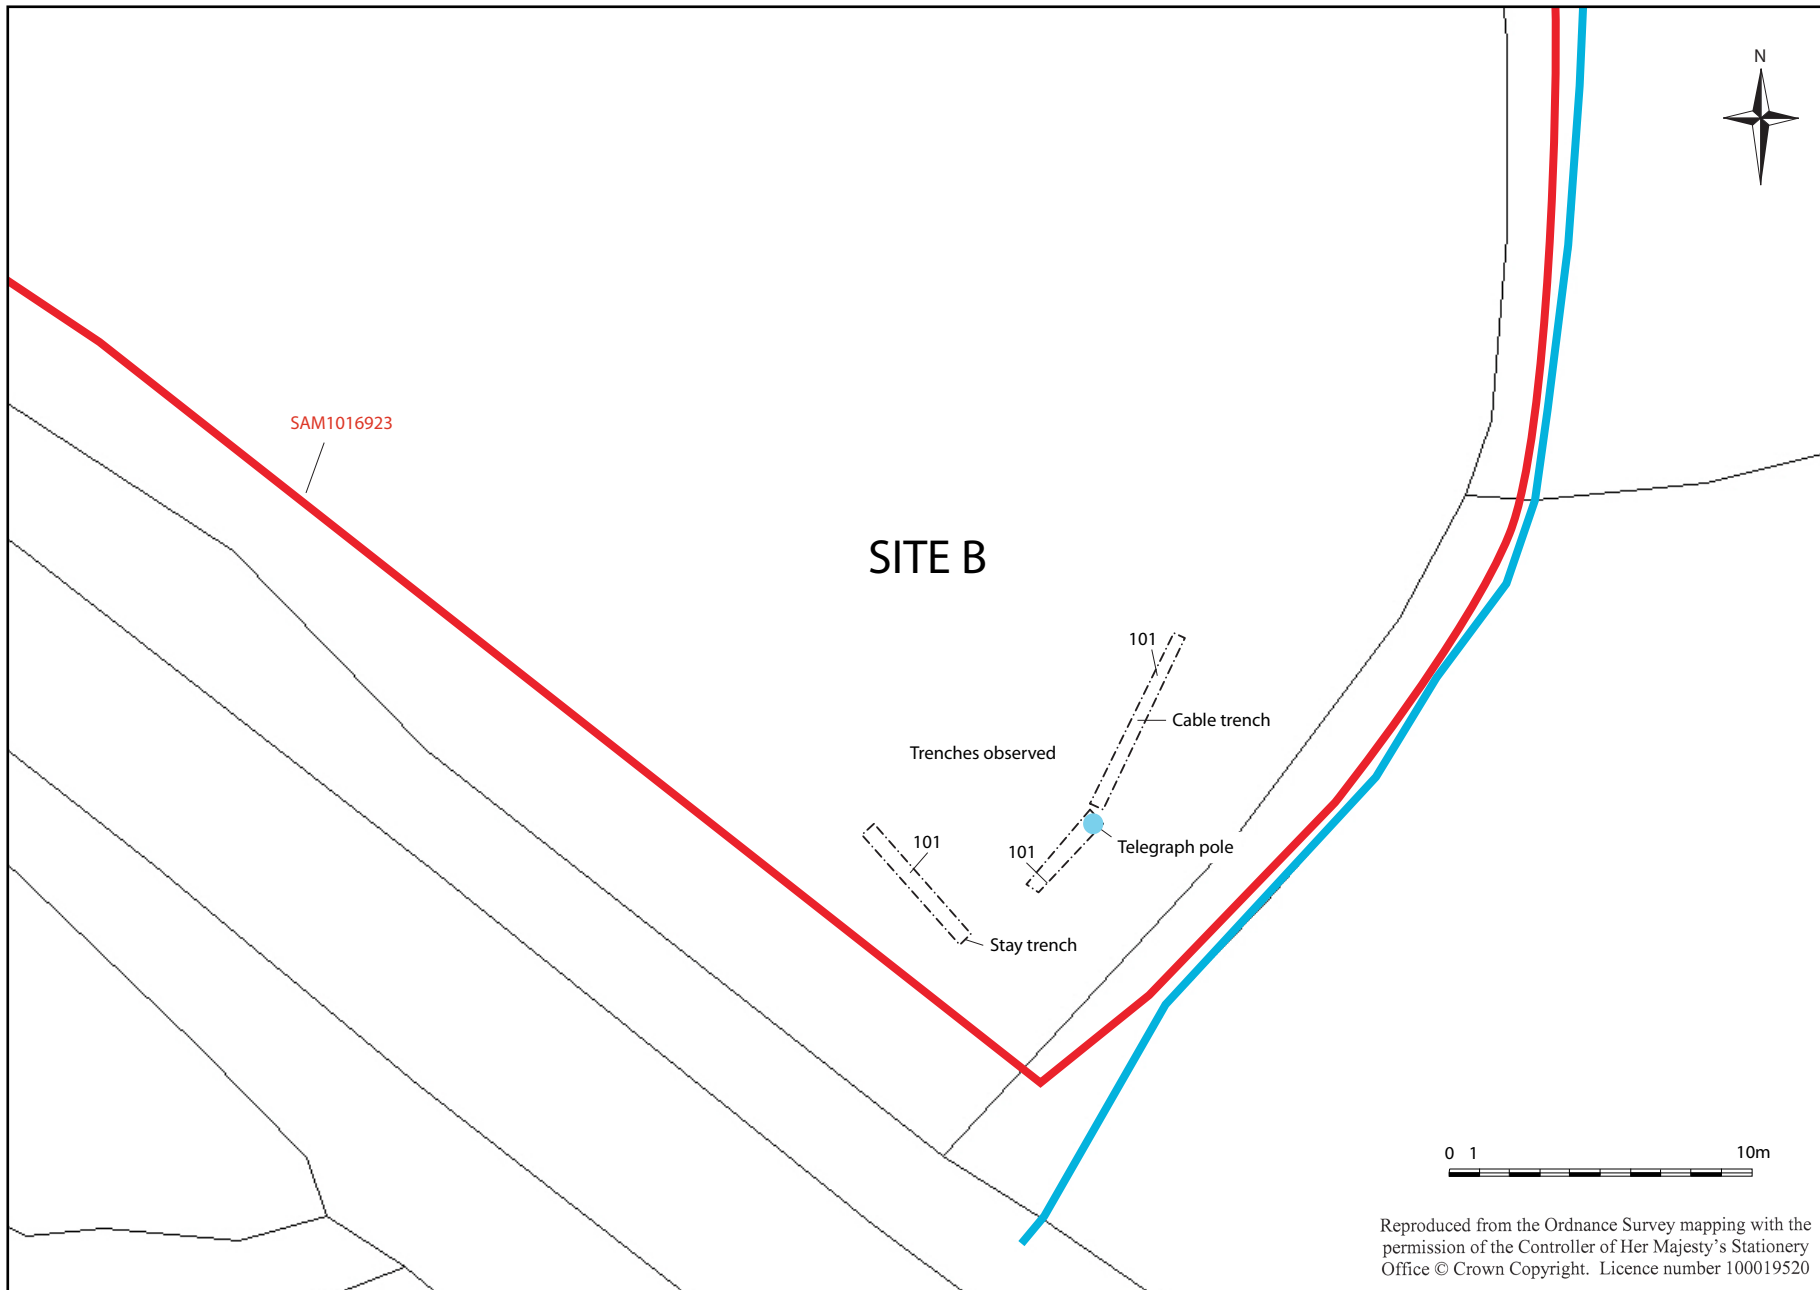 N
SAM1016923
SITE B
101
Cable trench
Trenches observed
101
Telegraph pole
101
Stay trench
0 1 10m
Reproduced from the Ordnance Survey mapping with the
permission of the Controller of Her Majesty’s Stationery
Office © Crown Copyright. Licence number 100019520